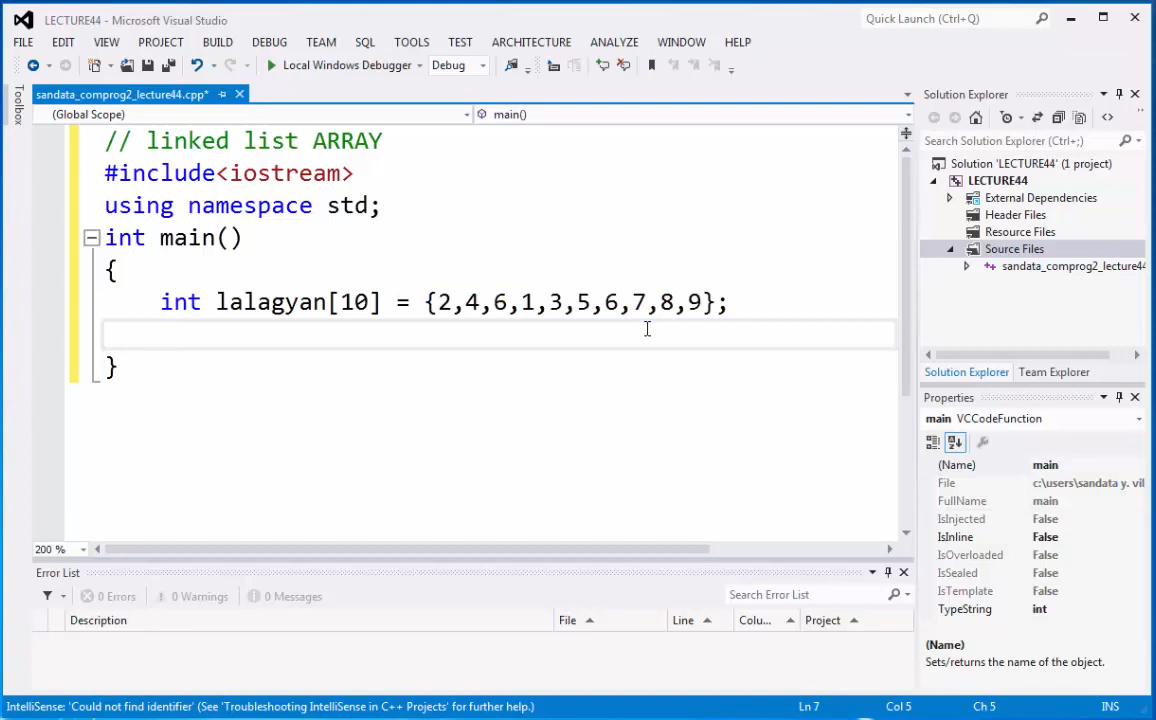 LECTURE44 - Microsoft Visual Studio
Quick Launch (Ctrl+Q)
FILE EDIT VIEW PROJECT BUILD DEBUG TEAM SQL TOOLS TEST ARCHITECTURE ANALYZE WINDOW HELP
Local Windows Debugger Debug
Toolbox
sandata_comprog2_lecture44.cpp*
(Global Scope) main()
// linked list ARRAY
#include<iostream>
using namespace std;
int main()
{
int lalagyan[10] = {2,4,6,1,3,5,6,7,8,9};
}
200 %
Error List
0 Errors 0 Warnings 0 Messages
Search Error List
Description File Line Colu... Project
Solution Explorer
Search Solution Explorer (Ctrl+;)
Solution 'LECTURE44' (1 project)
LECTURE44
External Dependencies
Header Files
Resource Files
Source Files
sandata_comprog2_lecture44
Solution Explorer Team Explorer
Properties
main VCCodeFunction
(Name) main
File c:\users\sandata y. vil
FullName main
IsInjected False
IsInline False
IsOverloaded False
IsSealed False
IsTemplate False
TypeString int
(Name)
Sets/returns the name of the object.
IntelliSense: 'Could not find identifier' (See 'Troubleshooting IntelliSense in C++ Projects' for further help.)
Ln 7 Col 5 Ch 5 INS